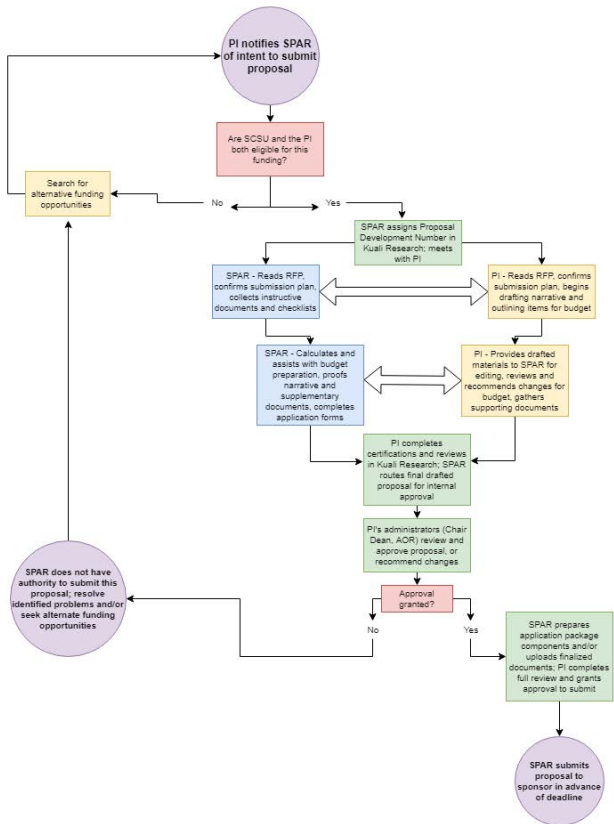 PI notifies SPAR
of intent to submit
proposal
Are SCSU and the PI
both eligible for this
funding?
Search for
alternative funding
opportunities
No
Yes
SPAR assigns Proposal
Development Number in
Kuali Research; meets
with PI
SPAR - Reads RFP,
confirms submission plan,
collects instructive
documents and checklists
PI - Reads RFP, confirms
submission plan, begins
drafting narrative and
outlining items for budget
SPAR - Calculates and
assists with budget
preparation, proofs
narrative and
supplementary
documents, completes
application forms
PI - Provides drafted
materials to SPAR for
editing, reviews and
recommends changes for
budget, gathers
supporting documents
PI completes
certifications and reviews
in Kuali Research; SPAR
routes final drafted
proposal for internal
approval
PI's administrators (Chair
Dean, AOR) review and
approve proposal, or
recommend changes
SPAR does not have
authority to submit this
proposal; resolve
identified problems and/or
seek alternate funding
opportunities
Approval
granted?
No
Yes
SPAR prepares
application package
components and/or
uploads finalized
documents; PI completes
full review and grants
approval to submit
SPAR submits
proposal to
sponsor in advance
of deadline